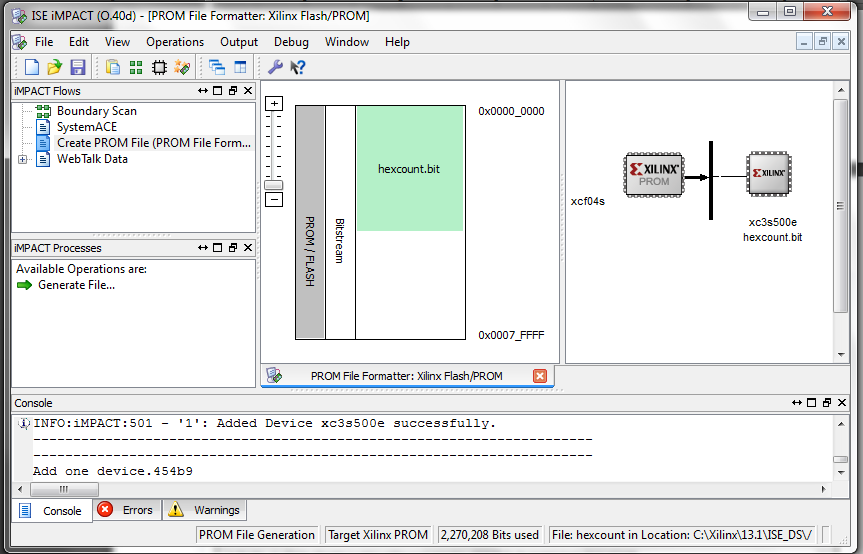 ISE iMPACT (O.40d) - [PROM File Formatter: Xilinx Flash/PROM]
File Edit View Operations Output Debug Window Help
iMPACT Flows
Boundary Scan
SystemACE
Create PROM File (PROM File Form...
WebTalk Data
iMPACT Processes
Available Operations are:
Generate File...
+
-
PROM / FLASH
Bitstream
hexcount.bit
0x0000_0000
0x0007_FFFF
xcf04s
XILINX
PROM
XILINX
xc3s500e
hexcount.bit
PROM File Formatter: Xilinx Flash/PROM
Console
INFO:iMPACT:501 - '1': Added Device xc3s500e successfully.
----------------------------------------------------------------------
----------------------------------------------------------------------
Add one device.454b9
Console Errors Warnings
PROM File Generation Target Xilinx PROM 2,270,208 Bits used File: hexcount in Location: C:\Xilinx\13.1\ISE_DS\/